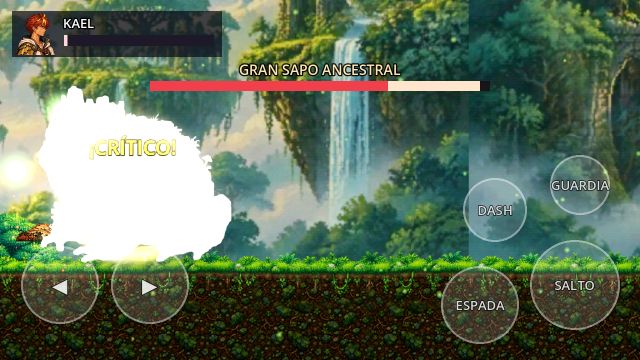 KAEL
GRAN SAPO ANCESTRAL
¡CRÍTICO!
GUARDIA
DASH
SALTO
ESPADA